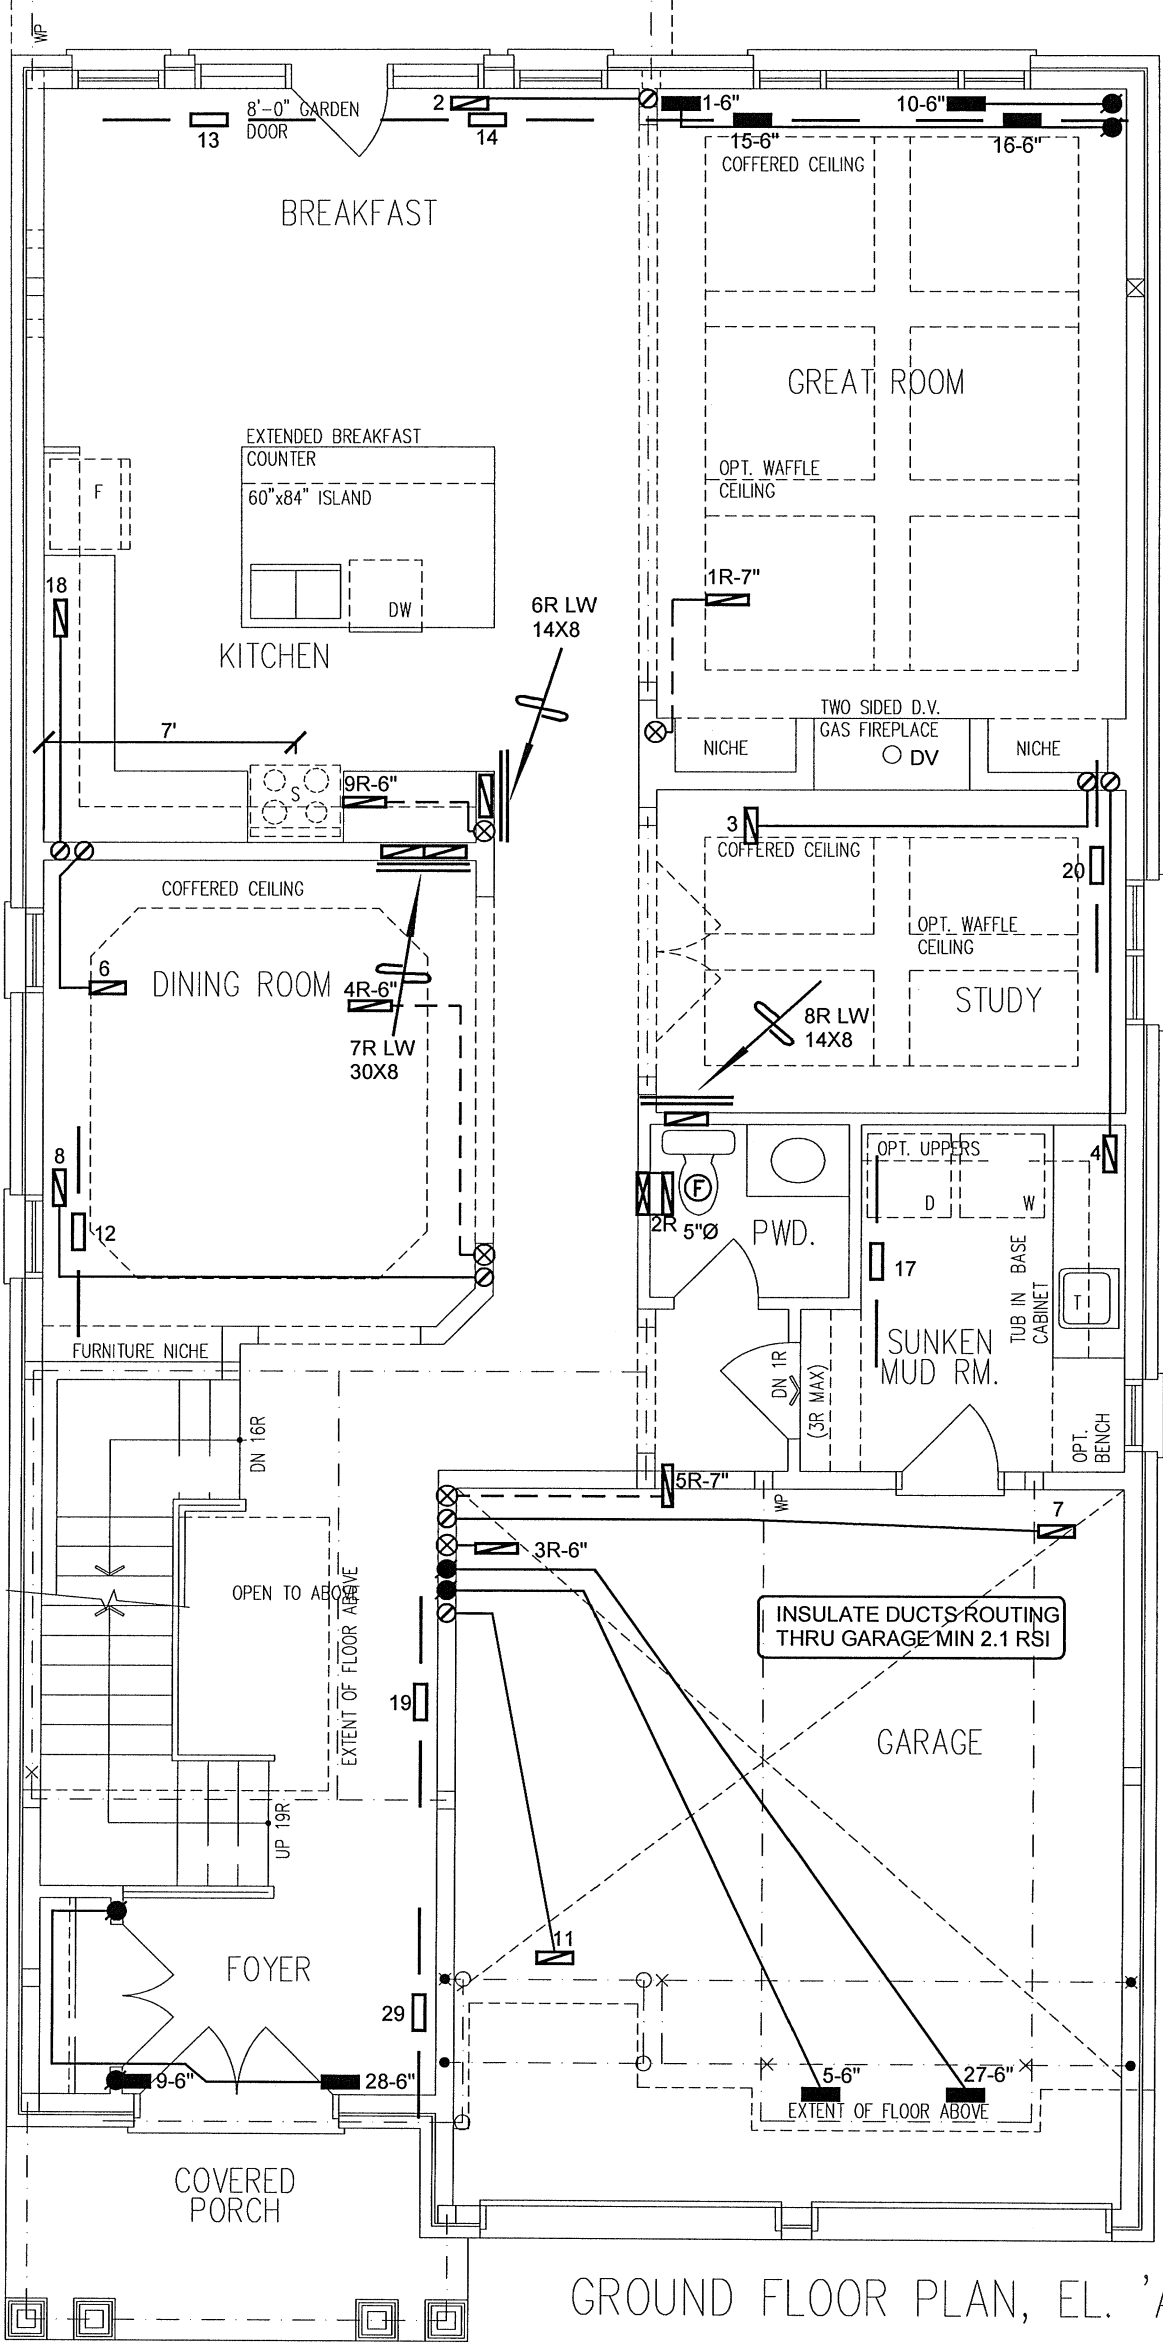 WP
2
1-6"
10-6"
8'-0" GARDEN
DOOR
13
14
15-6"
16-6"
COFFERED CEILING
BREAKFAST
GREAT ROOM
EXTENDED BREAKFAST
COUNTER
60"x84" ISLAND
F
OPT. WAFFLE
CEILING
DW
18
1R-7"
6R LW
14X8
KITCHEN
7'
TWO SIDED D.V.
GAS FIREPLACE
DV
NICHE
NICHE
S
9R-6"
3
COFFERED CEILING
20
COFFERED CEILING
OPT. WAFFLE
CEILING
6
DINING ROOM
4R-6"
STUDY
8R LW
14X8
7R LW
30X8
8
12
OPT. UPPERS
4
D
W
F
2R
5"Ø
PWD.
17
TUB IN BASE
CABINET
T
SUNKEN
MUD RM.
FURNITURE NICHE
DN 1R
(3R MAX)
DN 16R
OPT.
BENCH
5R-7"
WP
7
3R-6"
OPEN TO ABOVE
EXTENT OF FLOOR ABOVE
INSULATE DUCTS ROUTING
THRU GARAGE MIN 2.1 RSI
19
GARAGE
UP 19R
11
FOYER
29
9-6"
28-6"
5-6"
27-6"
EXTENT OF FLOOR ABOVE
COVERED
PORCH
GROUND FLOOR PLAN, EL. 'A